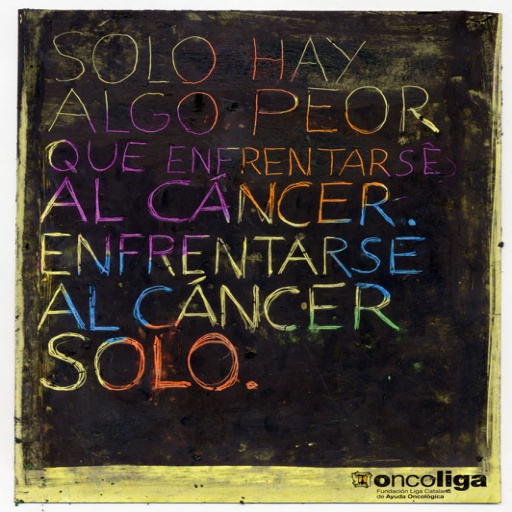 SOLO HAY
ALGO PEOR
QUE ENFRENTARSE
AL CÁNCER.
ENFRENTARSE
AL CÁNCER
SOLO.
oncoliga
Fundación Liga Catalana
de Ayuda Oncológica